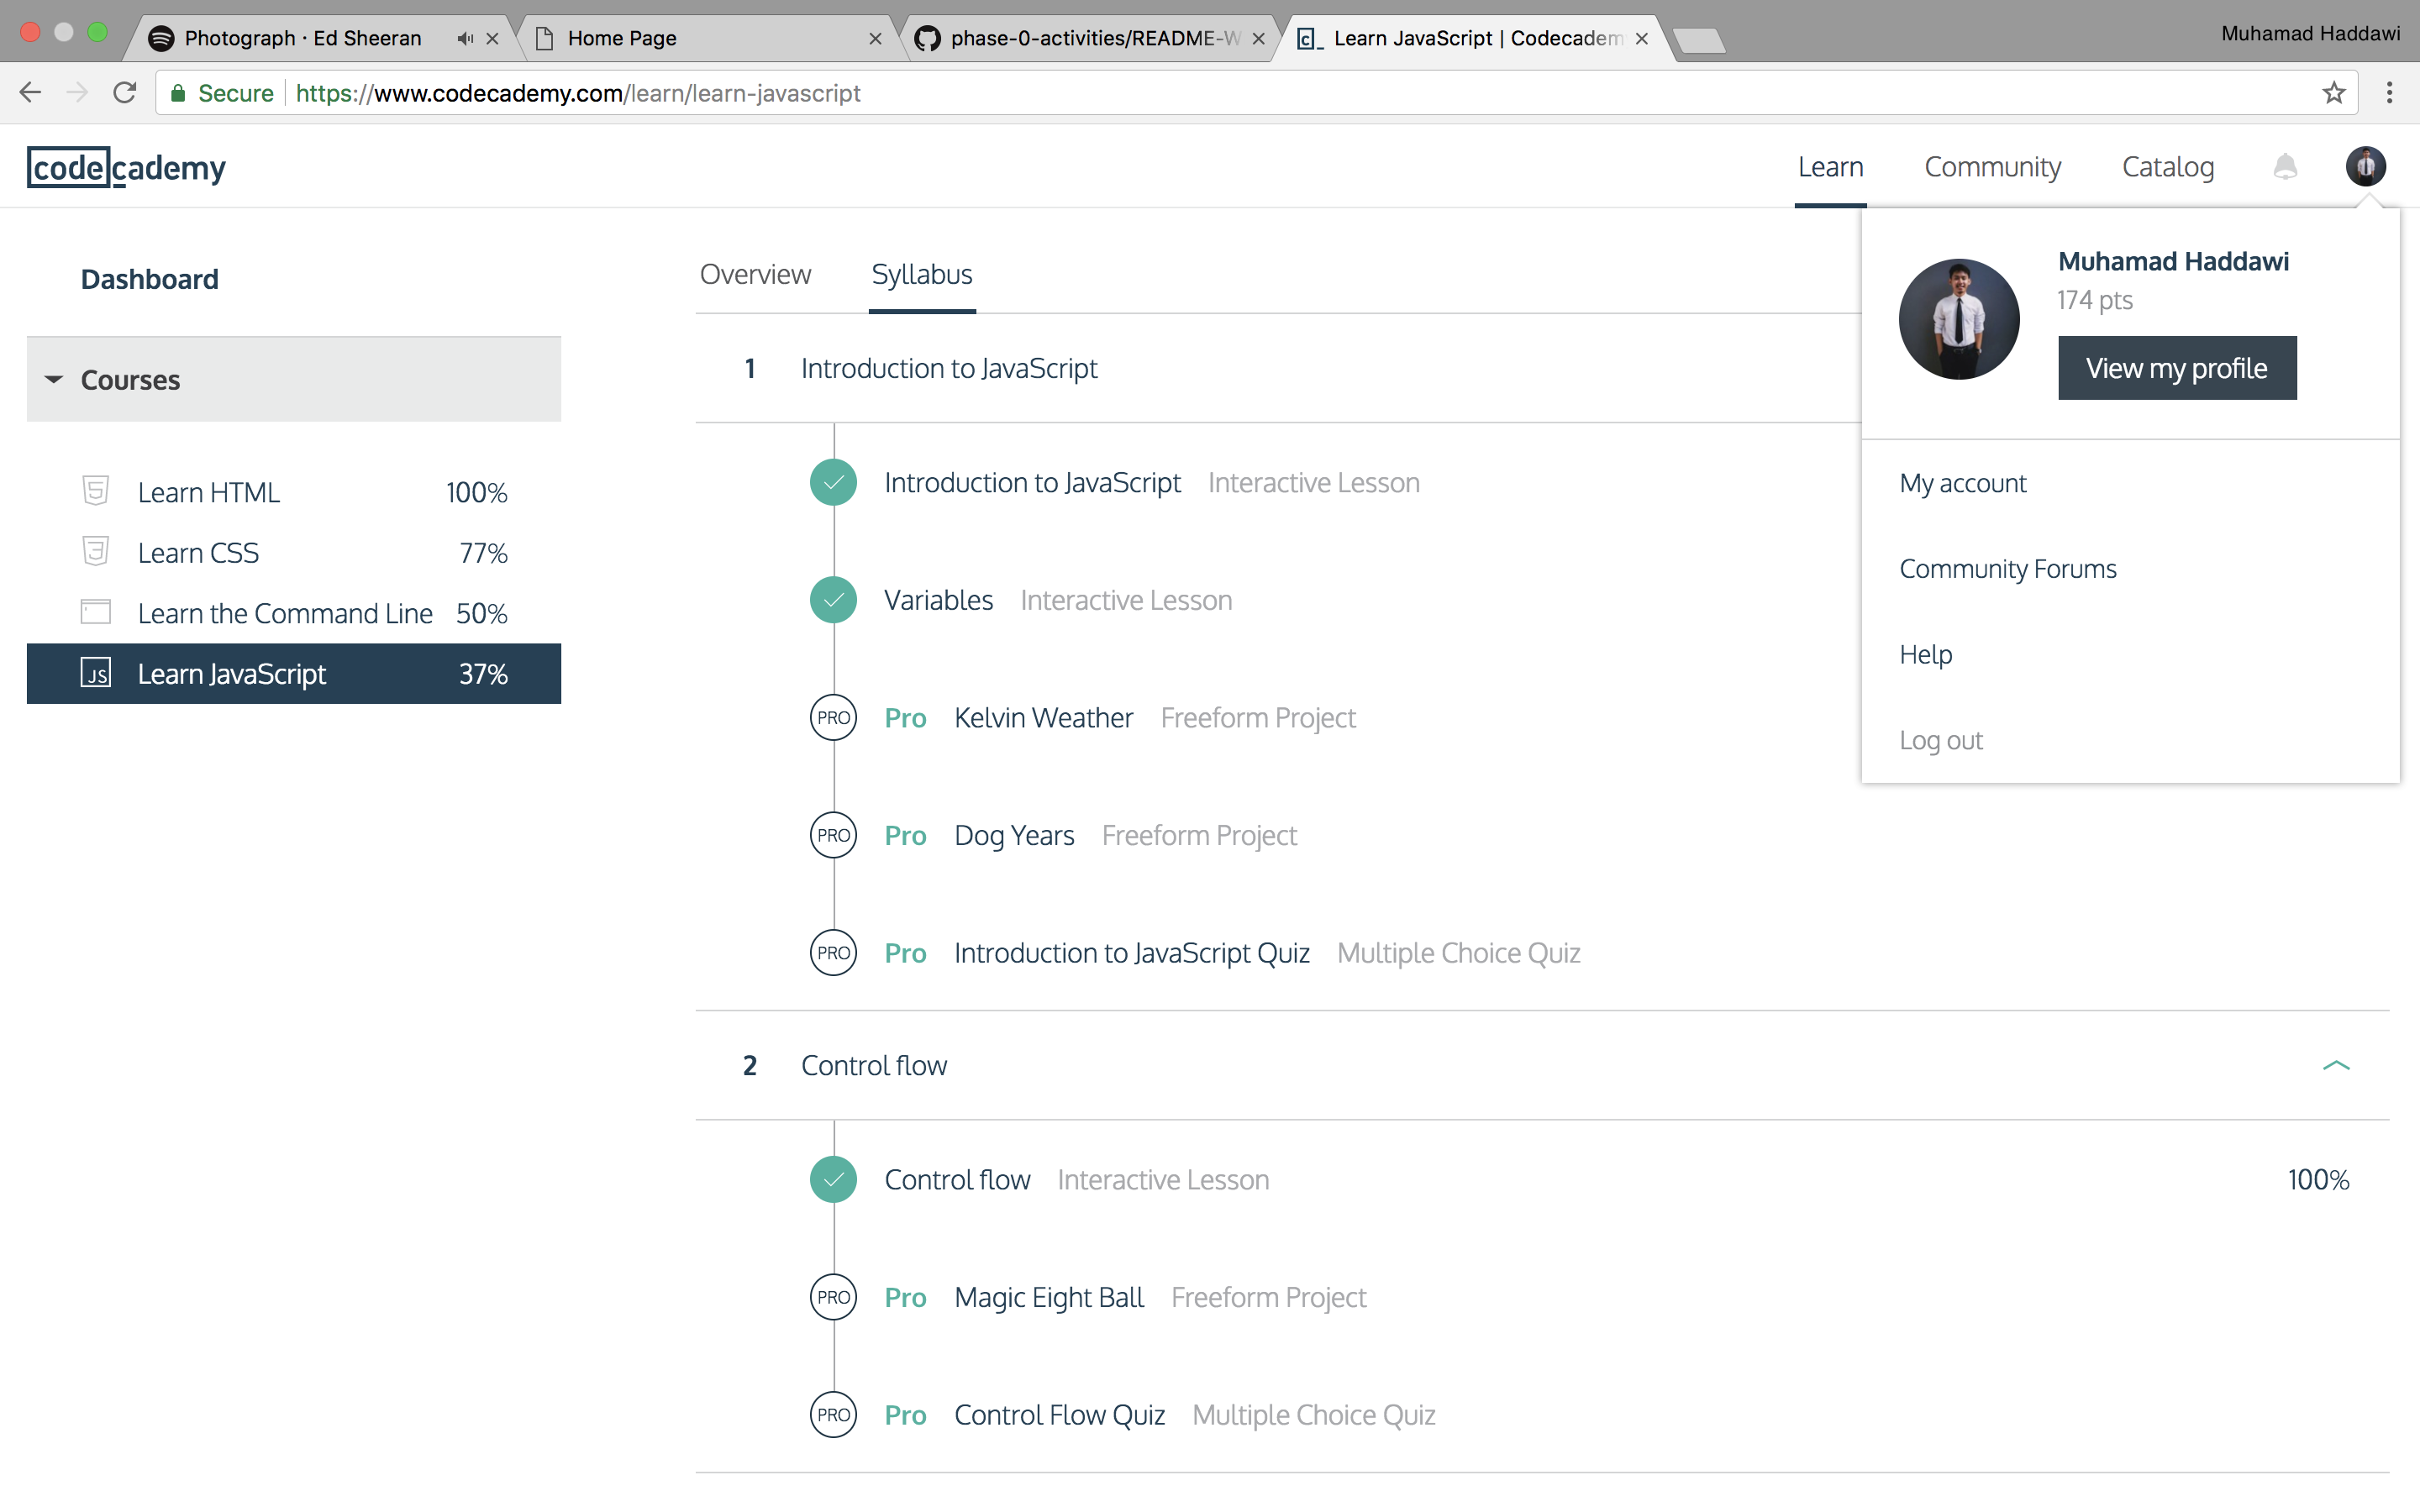 Photograph · Ed Sheeran
Home Page
phase-0-activities/README-W
Learn JavaScript | Codecadem
Muhamad Haddawi
Secure https://www.codecademy.com/learn/learn-javascript
codecademy
Learn Community Catalog
Muhamad Haddawi
174 pts
View my profile
My account
Community Forums
Help
Log out
Dashboard
Courses
Learn HTML 100%
Learn CSS 77%
Learn the Command Line 50%
JS Learn JavaScript 37%
Overview Syllabus
1 Introduction to JavaScript
Introduction to JavaScript Interactive Lesson
Variables Interactive Lesson
PRO Pro Kelvin Weather Freeform Project
PRO Pro Dog Years Freeform Project
PRO Pro Introduction to JavaScript Quiz Multiple Choice Quiz
2 Control flow
Control flow Interactive Lesson 100%
PRO Pro Magic Eight Ball Freeform Project
PRO Pro Control Flow Quiz Multiple Choice Quiz